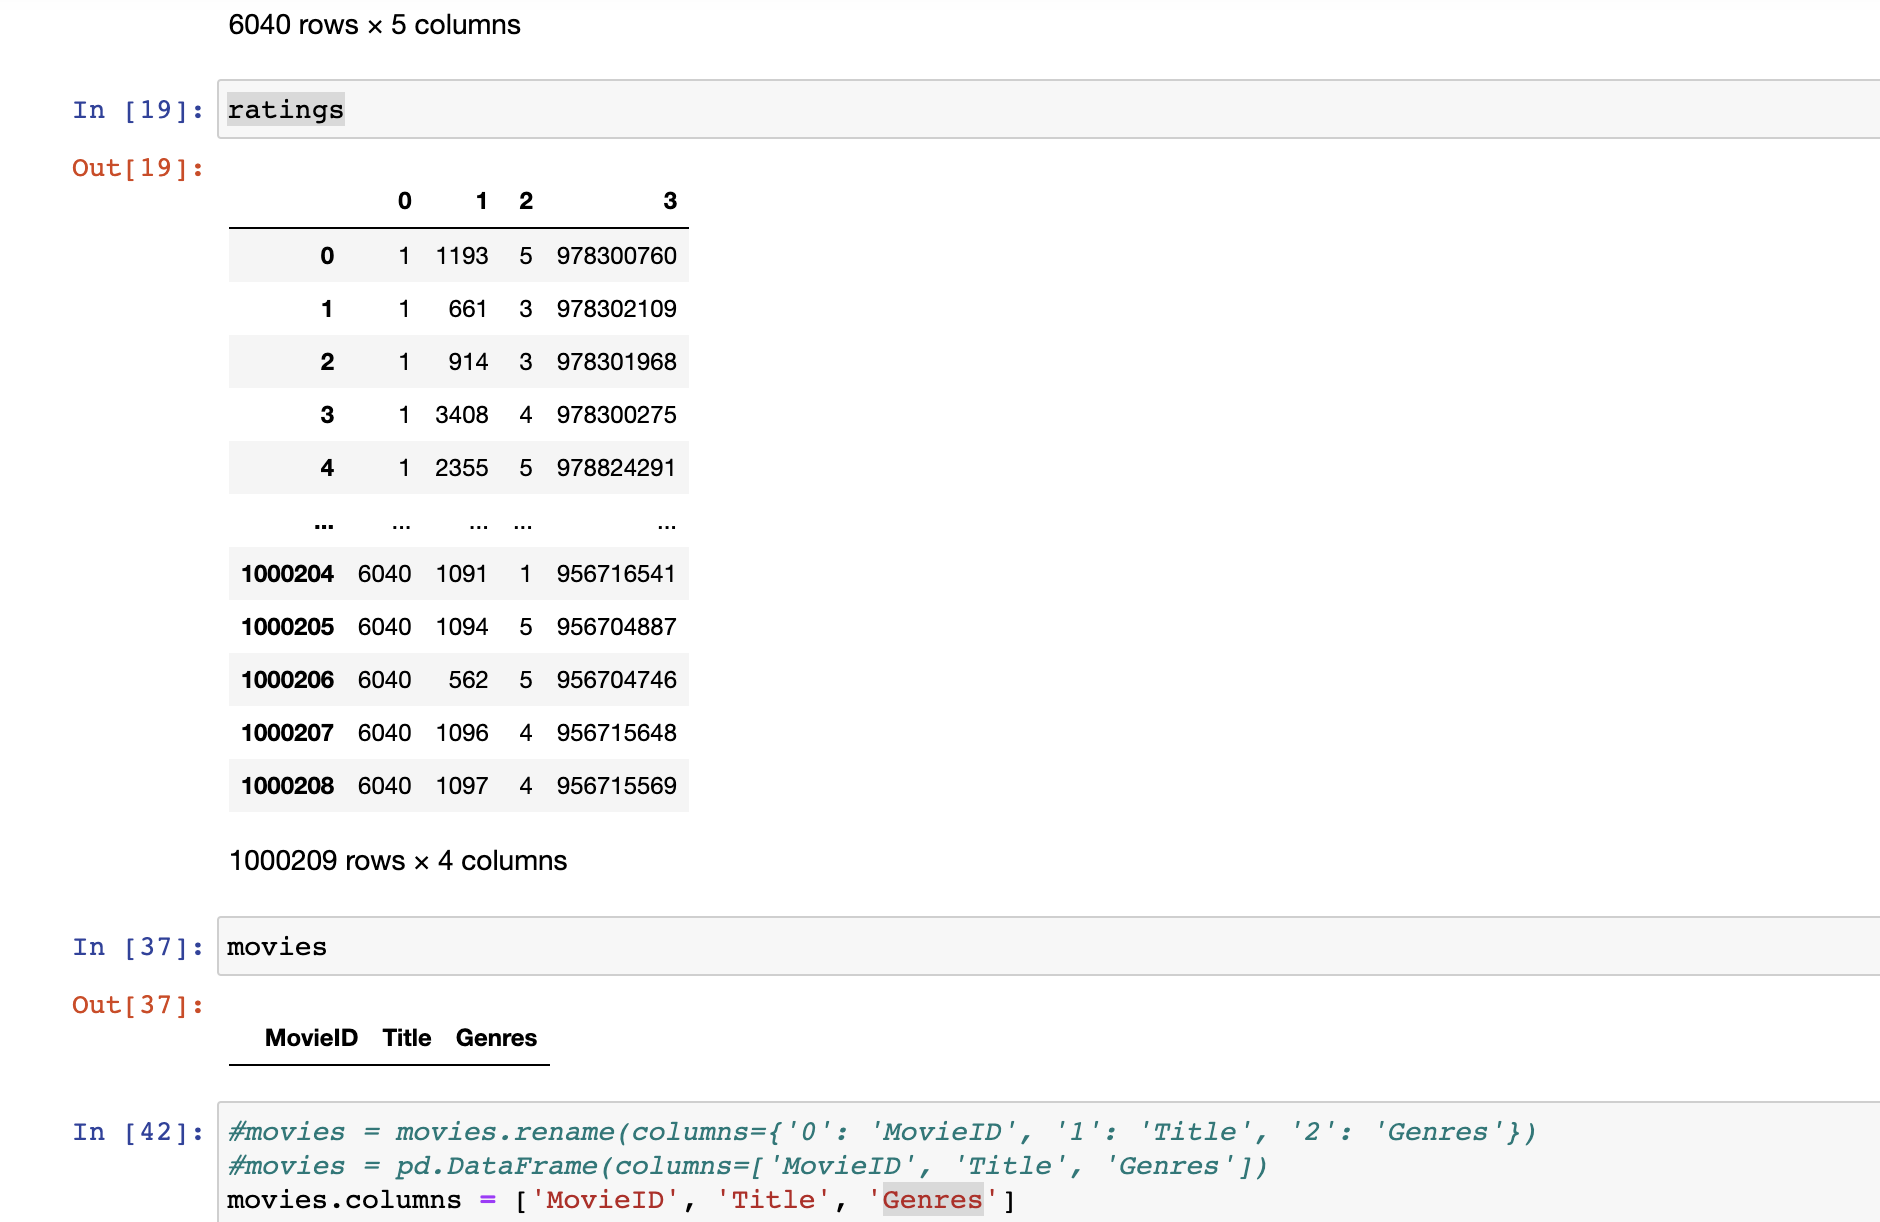 6040 rows × 5 columns
In [19]: ratings
Out[19]:
0 1 2 3
0 1 1193 5 978300760
1 1 661 3 978302109
2 1 914 3 978301968
3 1 3408 4 978300275
4 1 2355 5 978824291
... ... ... ... ...
1000204 6040 1091 1 956716541
1000205 6040 1094 5 956704887
1000206 6040 562 5 956704746
1000207 6040 1096 4 956715648
1000208 6040 1097 4 956715569
1000209 rows × 4 columns
In [37]: movies
Out[37]:
MovieID Title Genres
In [42]: #movies = movies.rename(columns={'0': 'MovieID', '1': 'Title', '2': 'Genres'})
#movies = pd.DataFrame(columns=['MovieID', 'Title', 'Genres'])
movies.columns = ['MovieID', 'Title', 'Genres']